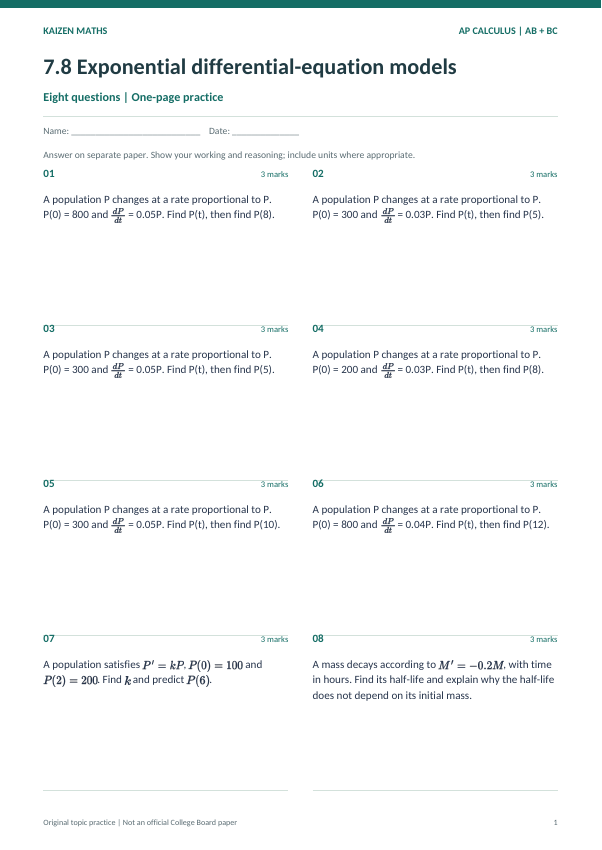 KAIZEN MATHS
AP CALCULUS | AB + BC
7.8 Exponential differential-equation models
Eight questions | One-page practice
Name: ____________________________ Date: ______________
Answer on separate paper. Show your working and reasoning; include units where appropriate.
01 3 marks
A population P changes at a rate proportional to P.
P(0) = 800 and dP/dt = 0.05P. Find P(t), then find P(8).
02 3 marks
A population P changes at a rate proportional to P.
P(0) = 300 and dP/dt = 0.03P. Find P(t), then find P(5).
03 3 marks
A population P changes at a rate proportional to P.
P(0) = 300 and dP/dt = 0.05P. Find P(t), then find P(5).
04 3 marks
A population P changes at a rate proportional to P.
P(0) = 200 and dP/dt = 0.03P. Find P(t), then find P(8).
05 3 marks
A population P changes at a rate proportional to P.
P(0) = 300 and dP/dt = 0.05P. Find P(t), then find P(10).
06 3 marks
A population P changes at a rate proportional to P.
P(0) = 800 and dP/dt = 0.04P. Find P(t), then find P(12).
07 3 marks
A population satisfies P′ = kP, P(0) = 100 and
P(2) = 200. Find k and predict P(6).
08 3 marks
A mass decays according to M′ = −0.2M, with time
in hours. Find its half-life and explain why the half-life
does not depend on its initial mass.
Original topic practice | Not an official College Board paper
1